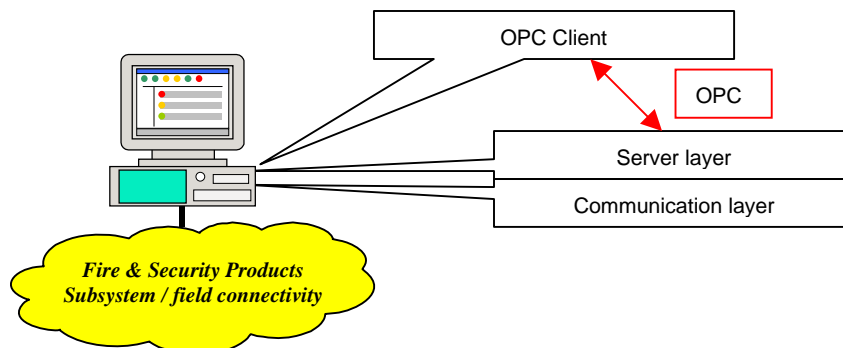 OPC Client
OPC
Server layer
Communication layer
Fire & Security Products
Subsystem / field connectivity